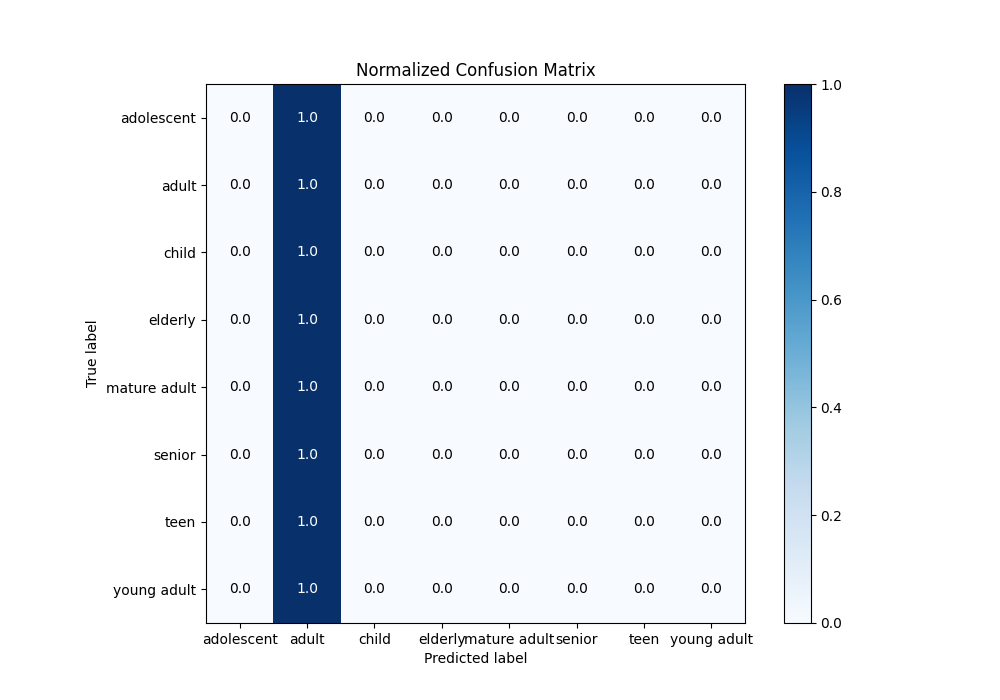 Normalized Confusion Matrix
adolescent 0.0 1.0 0.0 0.0 0.0 0.0 0.0 0.0
adult 0.0 1.0 0.0 0.0 0.0 0.0 0.0 0.0
child 0.0 1.0 0.0 0.0 0.0 0.0 0.0 0.0
elderly 0.0 1.0 0.0 0.0 0.0 0.0 0.0 0.0
mature adult 0.0 1.0 0.0 0.0 0.0 0.0 0.0 0.0
senior 0.0 1.0 0.0 0.0 0.0 0.0 0.0 0.0
teen 0.0 1.0 0.0 0.0 0.0 0.0 0.0 0.0
young adult 0.0 1.0 0.0 0.0 0.0 0.0 0.0 0.0
adolescent adult child elderly mature adult senior teen young adult
Predicted label
True label
1.0
0.8
0.6
0.4
0.2
0.0